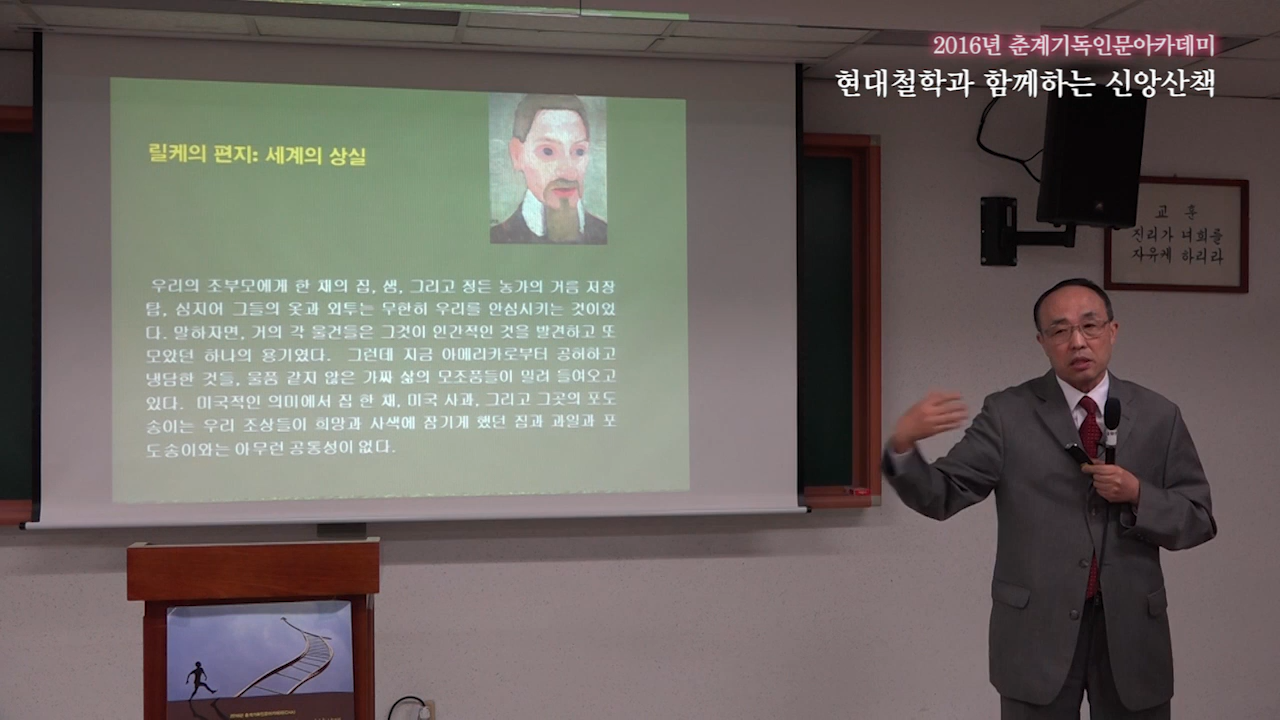 2016년 춘계기독인문아카데미
현대철학과 함께하는 신앙산책
릴케의 편지: 세계의 상실
우리의 조부모에게 한 채의 집, 샘, 그리고 정든 농가의 거름 저장
탑, 심지어 그들의 옷과 외투는 무한히 우리를 안심시키는 것이었
다. 말하자면, 거의 각 물건들은 그것이 인간적인 것을 발견하고 또
모았던 하나의 용기였다. 그런데 지금 아메리카로부터 공허하고
냉담한 것들, 물품 같지 않은 가짜 삶의 모조품들이 밀려 들여오고
있다. 미국적인 의미에서 집 한 채, 미국 사과, 그리고 그곳의 포도
송이는 우리 조상들이 희망과 사색에 잠기게 했던 집과 과일과 포
도송이와는 아무런 공통성이 없다.
교 훈
진리가 너희를
자유케 하리라